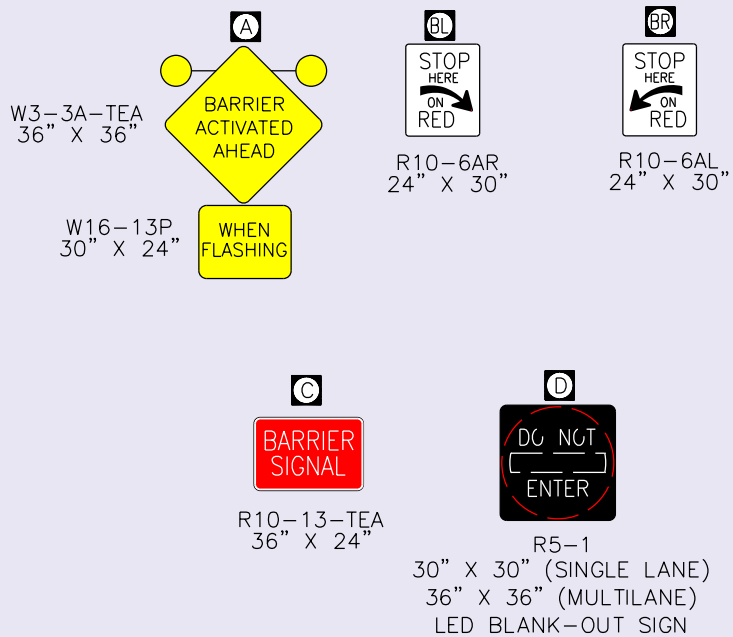 A
BARRIER
ACTIVATED
AHEAD
W3-3A-TEA
36" X 36"
WHEN
FLASHING
W16-13P
30" X 24"
BL
STOP
HERE
ON
RED
R10-6AR
24" X 30"
BR
STOP
HERE
ON
RED
R10-6AL
24" X 30"
C
BARRIER
SIGNAL
R10-13-TEA
36" X 24"
D
DO NOT
ENTER
R5-1
30" X 30" (SINGLE LANE)
36" X 36" (MULTILANE)
LED BLANK-OUT SIGN